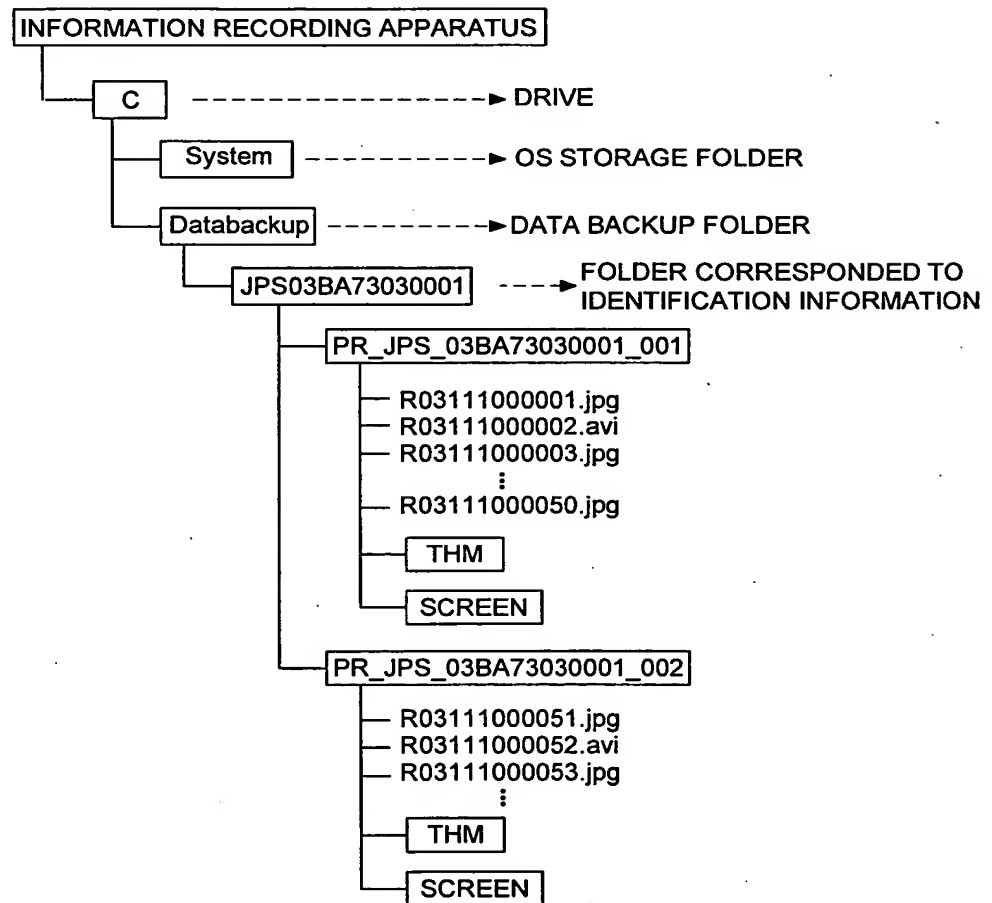 INFORMATION RECORDING APPARATUS
C DRIVE
System OS STORAGE FOLDER
Databackup DATA BACKUP FOLDER
JPS03BA73030001 FOLDER CORRESPONDED TO
IDENTIFICATION INFORMATION
PR_JPS_03BA73030001_001
R03111000001.jpg
R03111000002.avi
R03111000003.jpg
R03111000050.jpg
THM
SCREEN
PR_JPS_03BA73030001_002
R03111000051.jpg
R03111000052.avi
R03111000053.jpg
THM
SCREEN